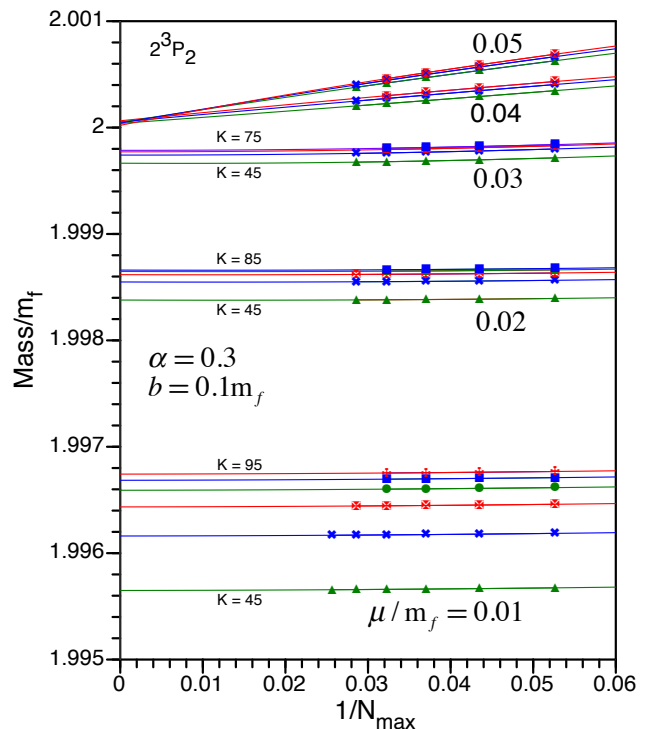 2.001
2³P₂
0.05
0.04
2
K = 75
K = 45
0.03
1.999
K = 85
K = 45
0.02
1.998
α = 0.3
b = 0.1m_f
Mass/m_f
1.997
K = 95
1.996
K = 45
μ / m_f = 0.01
1.995
0 0.01 0.02 0.03 0.04 0.05 0.06
1/N_max